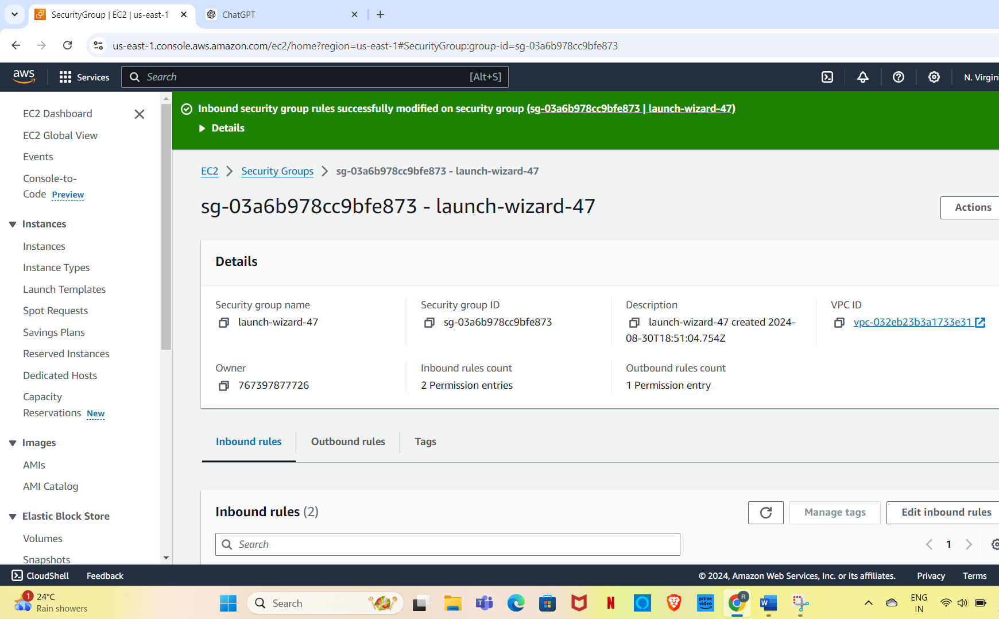 SecurityGroup | EC2 | us-east-1
ChatGPT
us-east-1.console.aws.amazon.com/ec2/home?region=us-east-1#SecurityGroup:group-id=sg-03a6b978cc9bfe873
aws
Services
Search
[Alt+S]
N. Virgini
EC2 Dashboard
EC2 Global View
Events
Console-to-
Code Preview
Instances
Instances
Instance Types
Launch Templates
Spot Requests
Savings Plans
Reserved Instances
Dedicated Hosts
Capacity
Reservations New
Images
AMIs
AMI Catalog
Elastic Block Store
Volumes
Snapshots
Inbound security group rules successfully modified on security group (sg-03a6b978cc9bfe873 | launch-wizard-47)
Details
EC2
Security Groups
sg-03a6b978cc9bfe873 - launch-wizard-47
sg-03a6b978cc9bfe873 - launch-wizard-47
Actions
Details
Security group name
launch-wizard-47
Security group ID
sg-03a6b978cc9bfe873
Description
launch-wizard-47 created 2024-
08-30T18:51:04.754Z
VPC ID
vpc-032eb23b3a1733e31
Owner
767397877726
Inbound rules count
2 Permission entries
Outbound rules count
1 Permission entry
Inbound rules
Outbound rules
Tags
Inbound rules (2)
Manage tags
Edit inbound rules
Search
1
CloudShell
Feedback
© 2024, Amazon Web Services, Inc. or its affiliates.
Privacy
Terms
1
24°C
Rain showers
Search
T
N
prime
video
R
W
ENG
IN